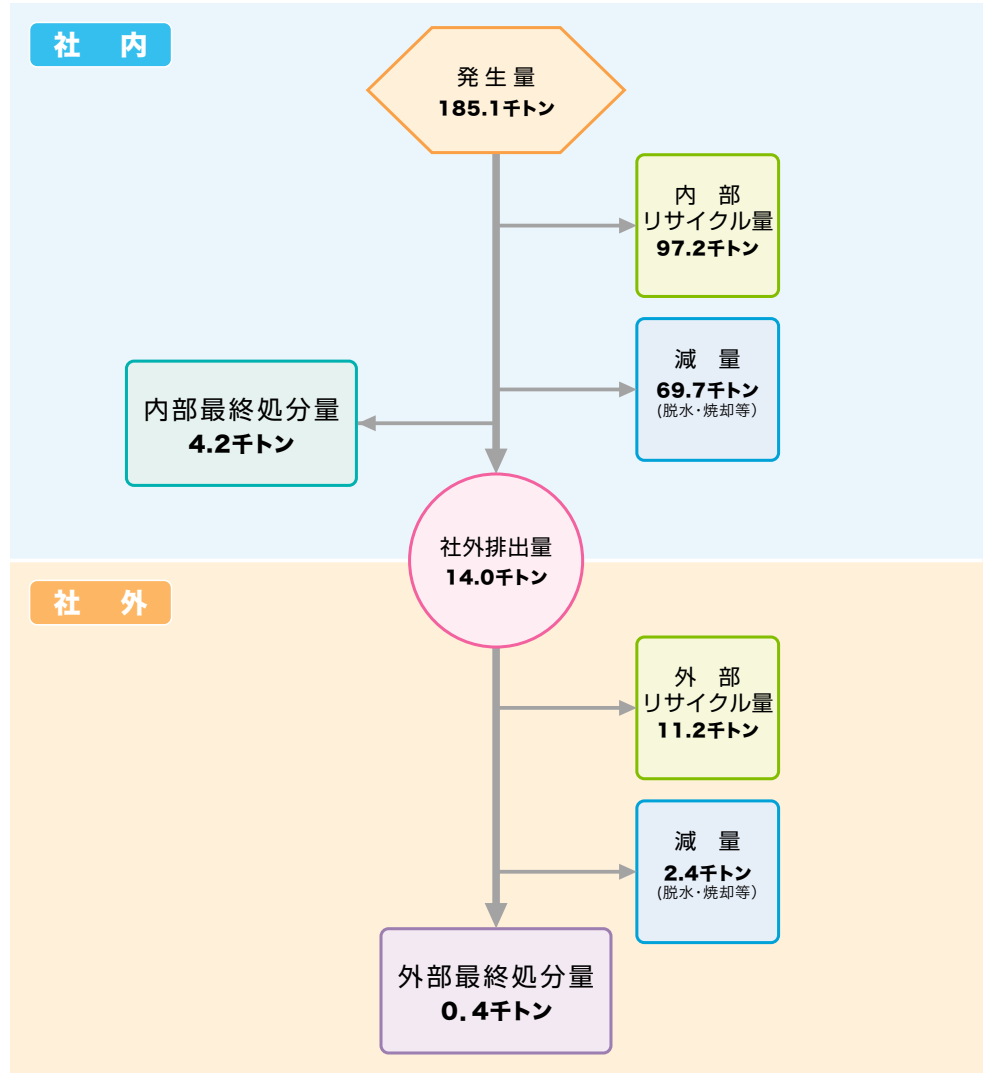 社　内
発生量
185.1千トン
内　部
リサイクル量
97.2千トン
減　量
69.7千トン
(脱水・焼却等)
内部最終処分量
4.2千トン
社外排出量
14.0千トン
社　外
外　部
リサイクル量
11.2千トン
減　量
2.4千トン
(脱水・焼却等)
外部最終処分量
0.4千トン